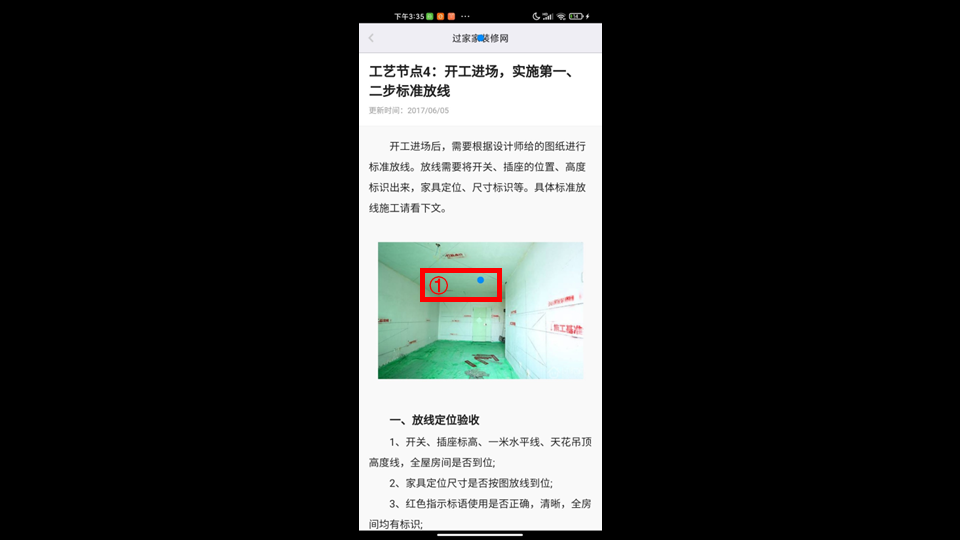 下午3:35
过家家装修网
工艺节点4：开工进场，实施第一、
二步标准放线
更新时间：2017/06/05
开工进场后，需要根据设计师给的图纸进行
标准放线。放线需要将开关、插座的位置、高度
标识出来，家具定位、尺寸标识等。具体标准放
线施工请看下文。
①
一、放线定位验收
1、开关、插座标高、一米水平线、天花吊顶
高度线，全屋房间是否到位;
2、家具定位尺寸是否按图放线到位;
3、红色指示标语使用是否正确，清晰，全房
间均有标识;